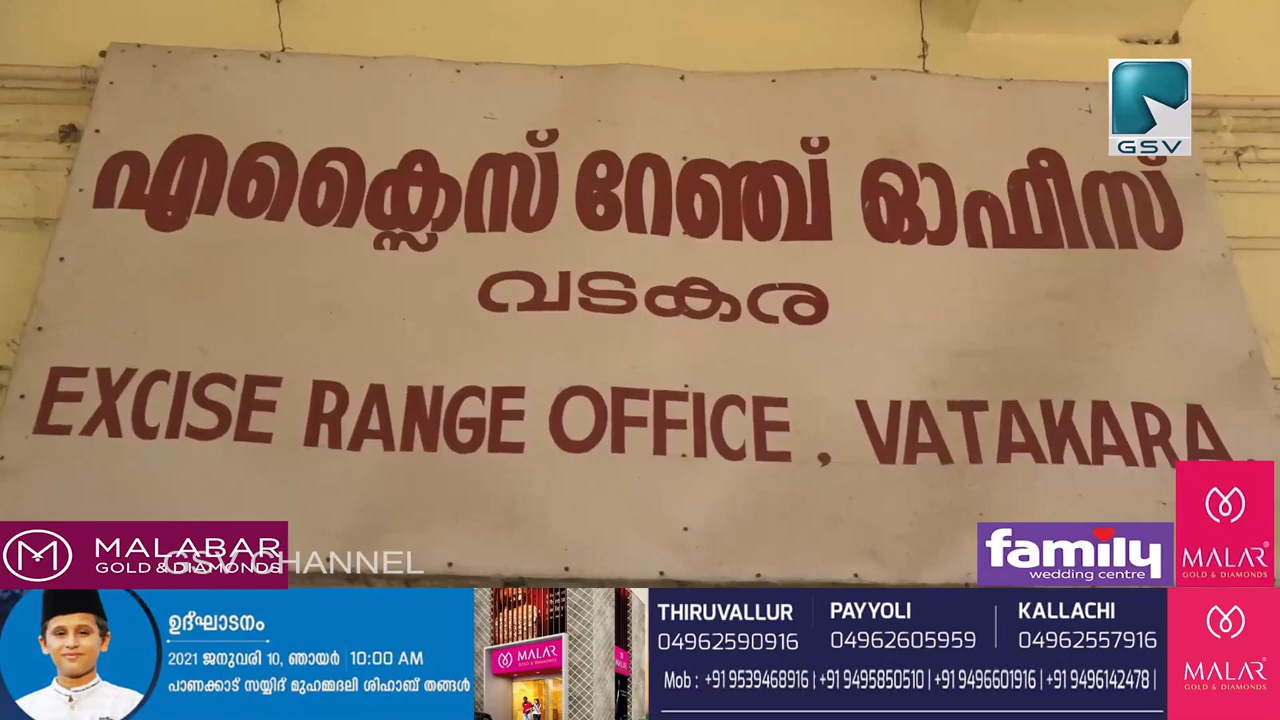 GSV
എക്സൈസ് റേഞ്ച് ഓഫീസ്
വടകര
EXCISE RANGE OFFICE , VATAKARA.
MALABAR
GOLD & DIAMONDS
GSV CHANNEL
family
wedding centre
MALAR
GOLD & DIAMONDS
ഉദ്ഘാടനം
2021 ജനുവരി 10, ഞായർ 10:00 AM
പാണക്കാട് സയ്യിദ് മുഹമ്മദലി ശിഹാബ് തങ്ങൾ
MALAR
GOLD & DIAMONDS
THIRUVALLUR
04962590916
PAYYOLI
04962605959
KALLACHI
04962557916
Mob : +91 9539468916 | +91 9495850510 | +91 9496601916 | +91 9496142478 |
MALAR
GOLD & DIAMONDS